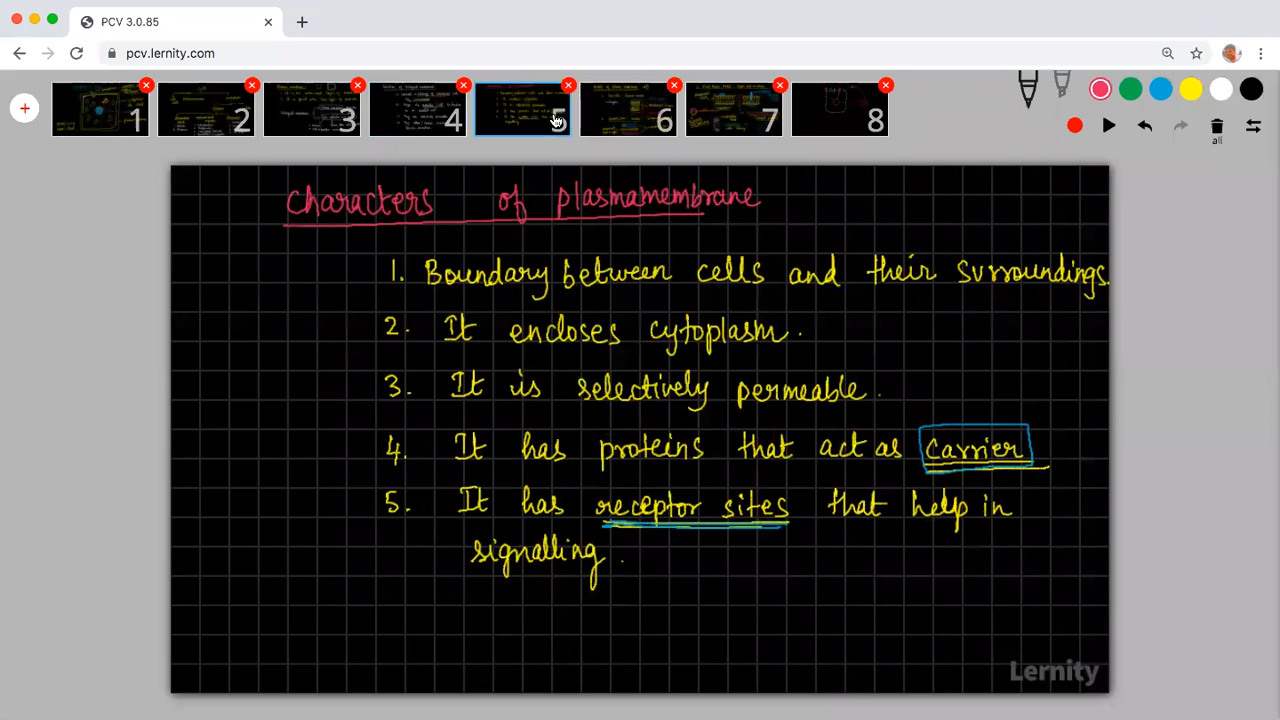 PCV 3.0.85
pcv.lernity.com
1 2 3 4 5 6 7 8
all
Characters of plasmamembrane
1. Boundary between cells and their surroundings.
2. It encloses cytoplasm.
3. It is selectively permeable.
4. It has proteins that act as carrier
5. It has receptor sites that help in
signalling.
Lernity